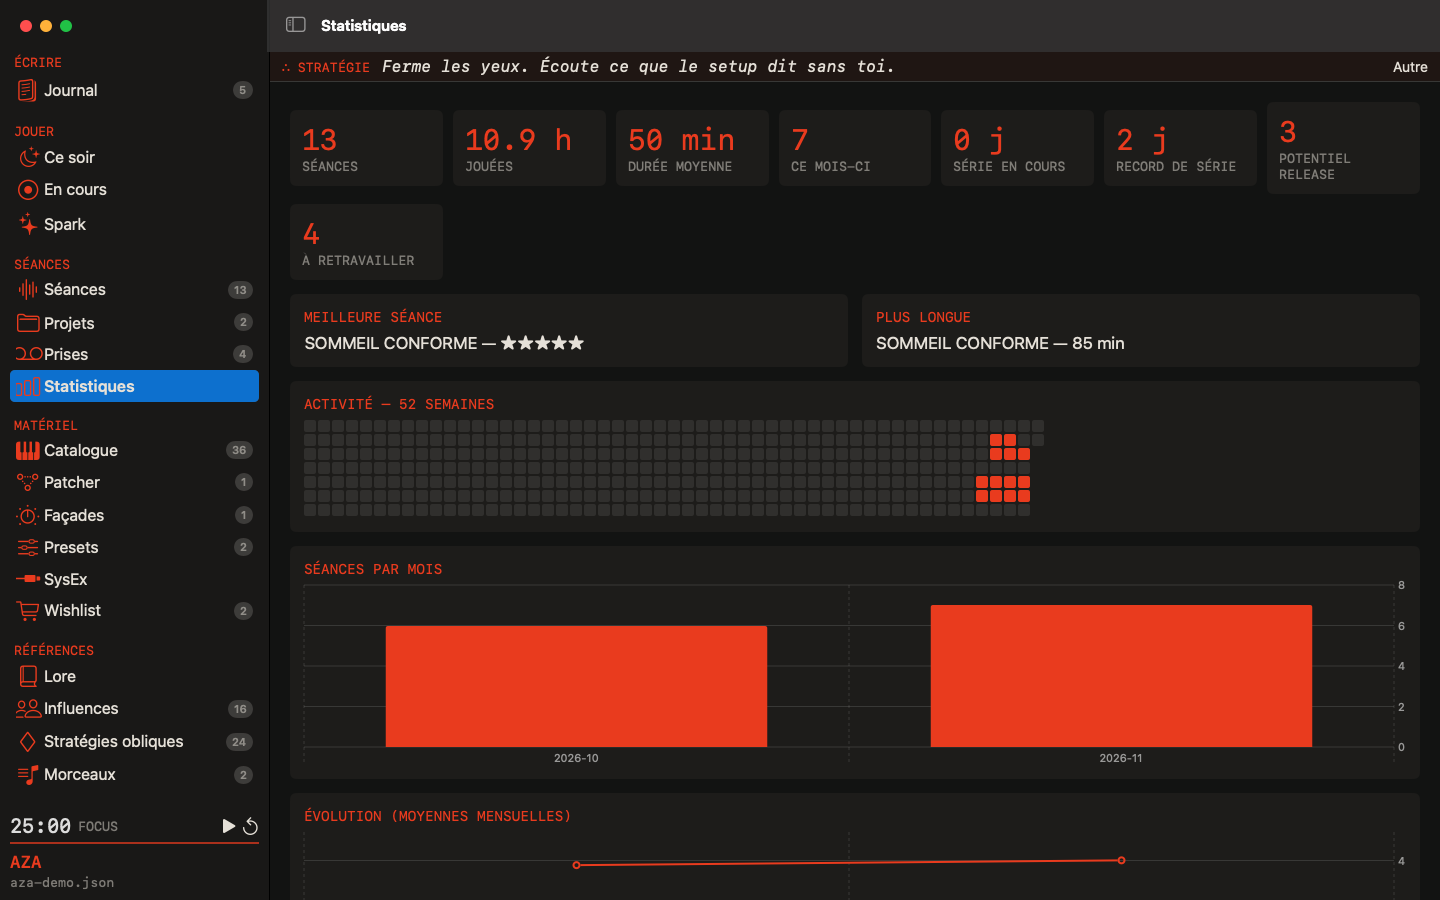 Statistiques
∴ STRATÉGIE Ferme les yeux. Écoute ce que le setup dit sans toi. Autre
ÉCRIRE
Journal 5
JOUER
Ce soir
En cours
Spark
SÉANCES
Séances 13
Projets 2
Prises 4
Statistiques
MATÉRIEL
Catalogue 36
Patcher 1
Façades 1
Presets 2
SysEx
Wishlist 2
RÉFÉRENCES
Lore
Influences 16
Stratégies obliques 24
Morceaux 2
25:00 FOCUS
AZA
aza-demo.json
13
SÉANCES
10.9 h
JOUÉES
50 min
DURÉE MOYENNE
7
CE MOIS-CI
0 j
SÉRIE EN COURS
2 j
RECORD DE SÉRIE
3
POTENTIEL
RELEASE
4
À RETRAVAILLER
MEILLEURE SÉANCE
SOMMEIL CONFORME — ★★★★★
PLUS LONGUE
SOMMEIL CONFORME — 85 min
ACTIVITÉ — 52 SEMAINES
SÉANCES PAR MOIS
8
6
4
2
0
2026-10
2026-11
ÉVOLUTION (MOYENNES MENSUELLES)
4